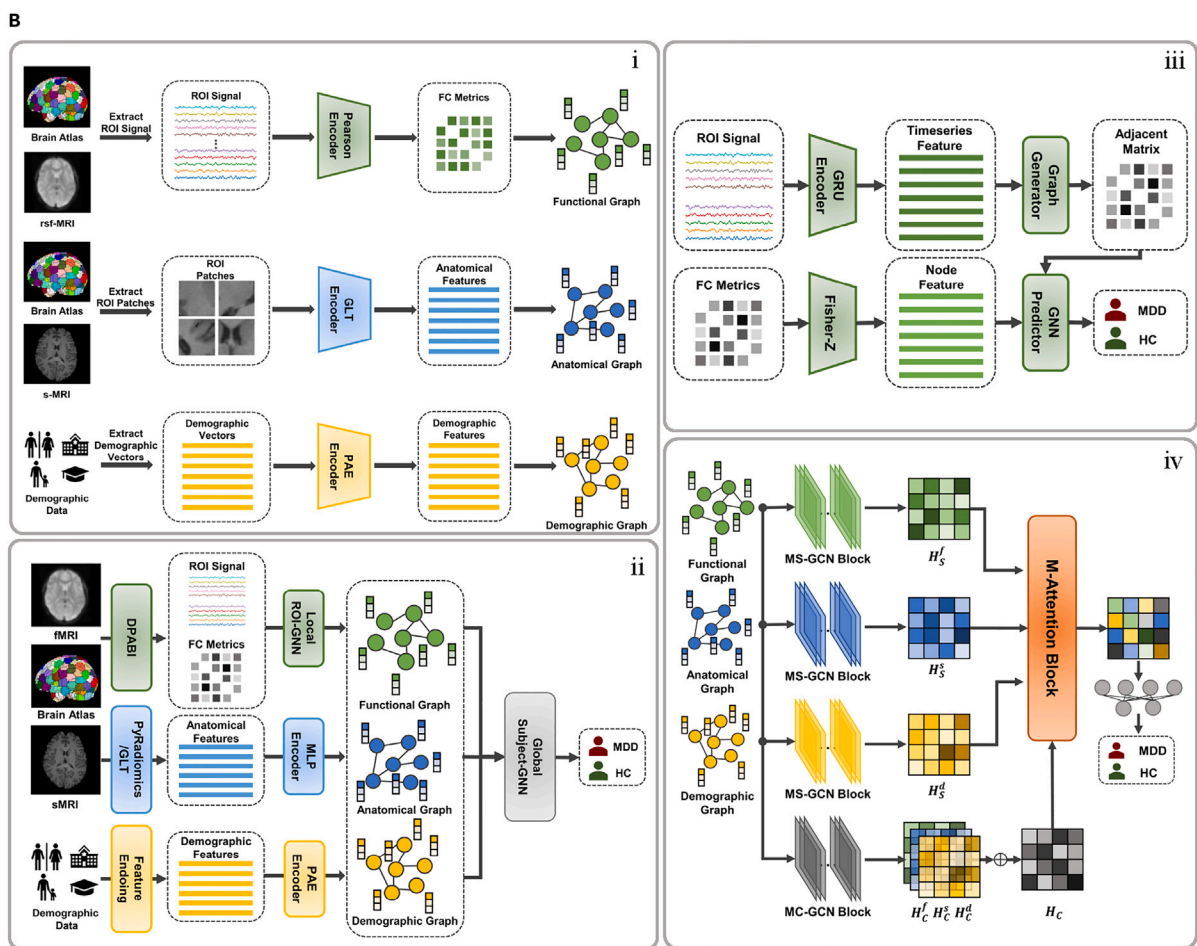 B
i
Brain Atlas
rsf-MRI
Extract
ROI Signal
ROI Signal
Pearson
Encoder
FC Metrics
Functional Graph
Brain Atlas
s-MRI
Extract
ROI Patches
ROI
Patches
GLT
Encoder
Anatomical
Features
Anatomical Graph
Demographic
Data
Extract
Demographic
Vectors
Demographic
Vectors
PAE
Encoder
Demographic
Features
Demographic Graph
ii
fMRI
Brain Atlas
sMRI
Demographic
Data
DPABI
PyRadiomics
/GLT
Feature
Endoing
ROI Signal
FC Metrics
Anatomical
Features
Demographic
Features
Local
ROI-GNN
MLP
Encoder
PAE
Encoder
Functional Graph
Anatomical Graph
Demographic Graph
Global
Subject-GNN
MDD
HC
iii
ROI Signal
GRU
Encoder
Timeseries
Feature
Graph
Generator
Adjacent
Matrix
FC Metrics
Fisher-Z
Node
Feature
GNN
Predictor
MDD
HC
iv
Functional
Graph
Anatomical
Graph
Demographic Graph
MS-GCN Block
MS-GCN Block
MS-GCN Block
MC-GCN Block
H_S^f
H_S^s
H_S^d
H_C^f H_C^s H_C^d
H_C
M-Attention Block
MDD
HC